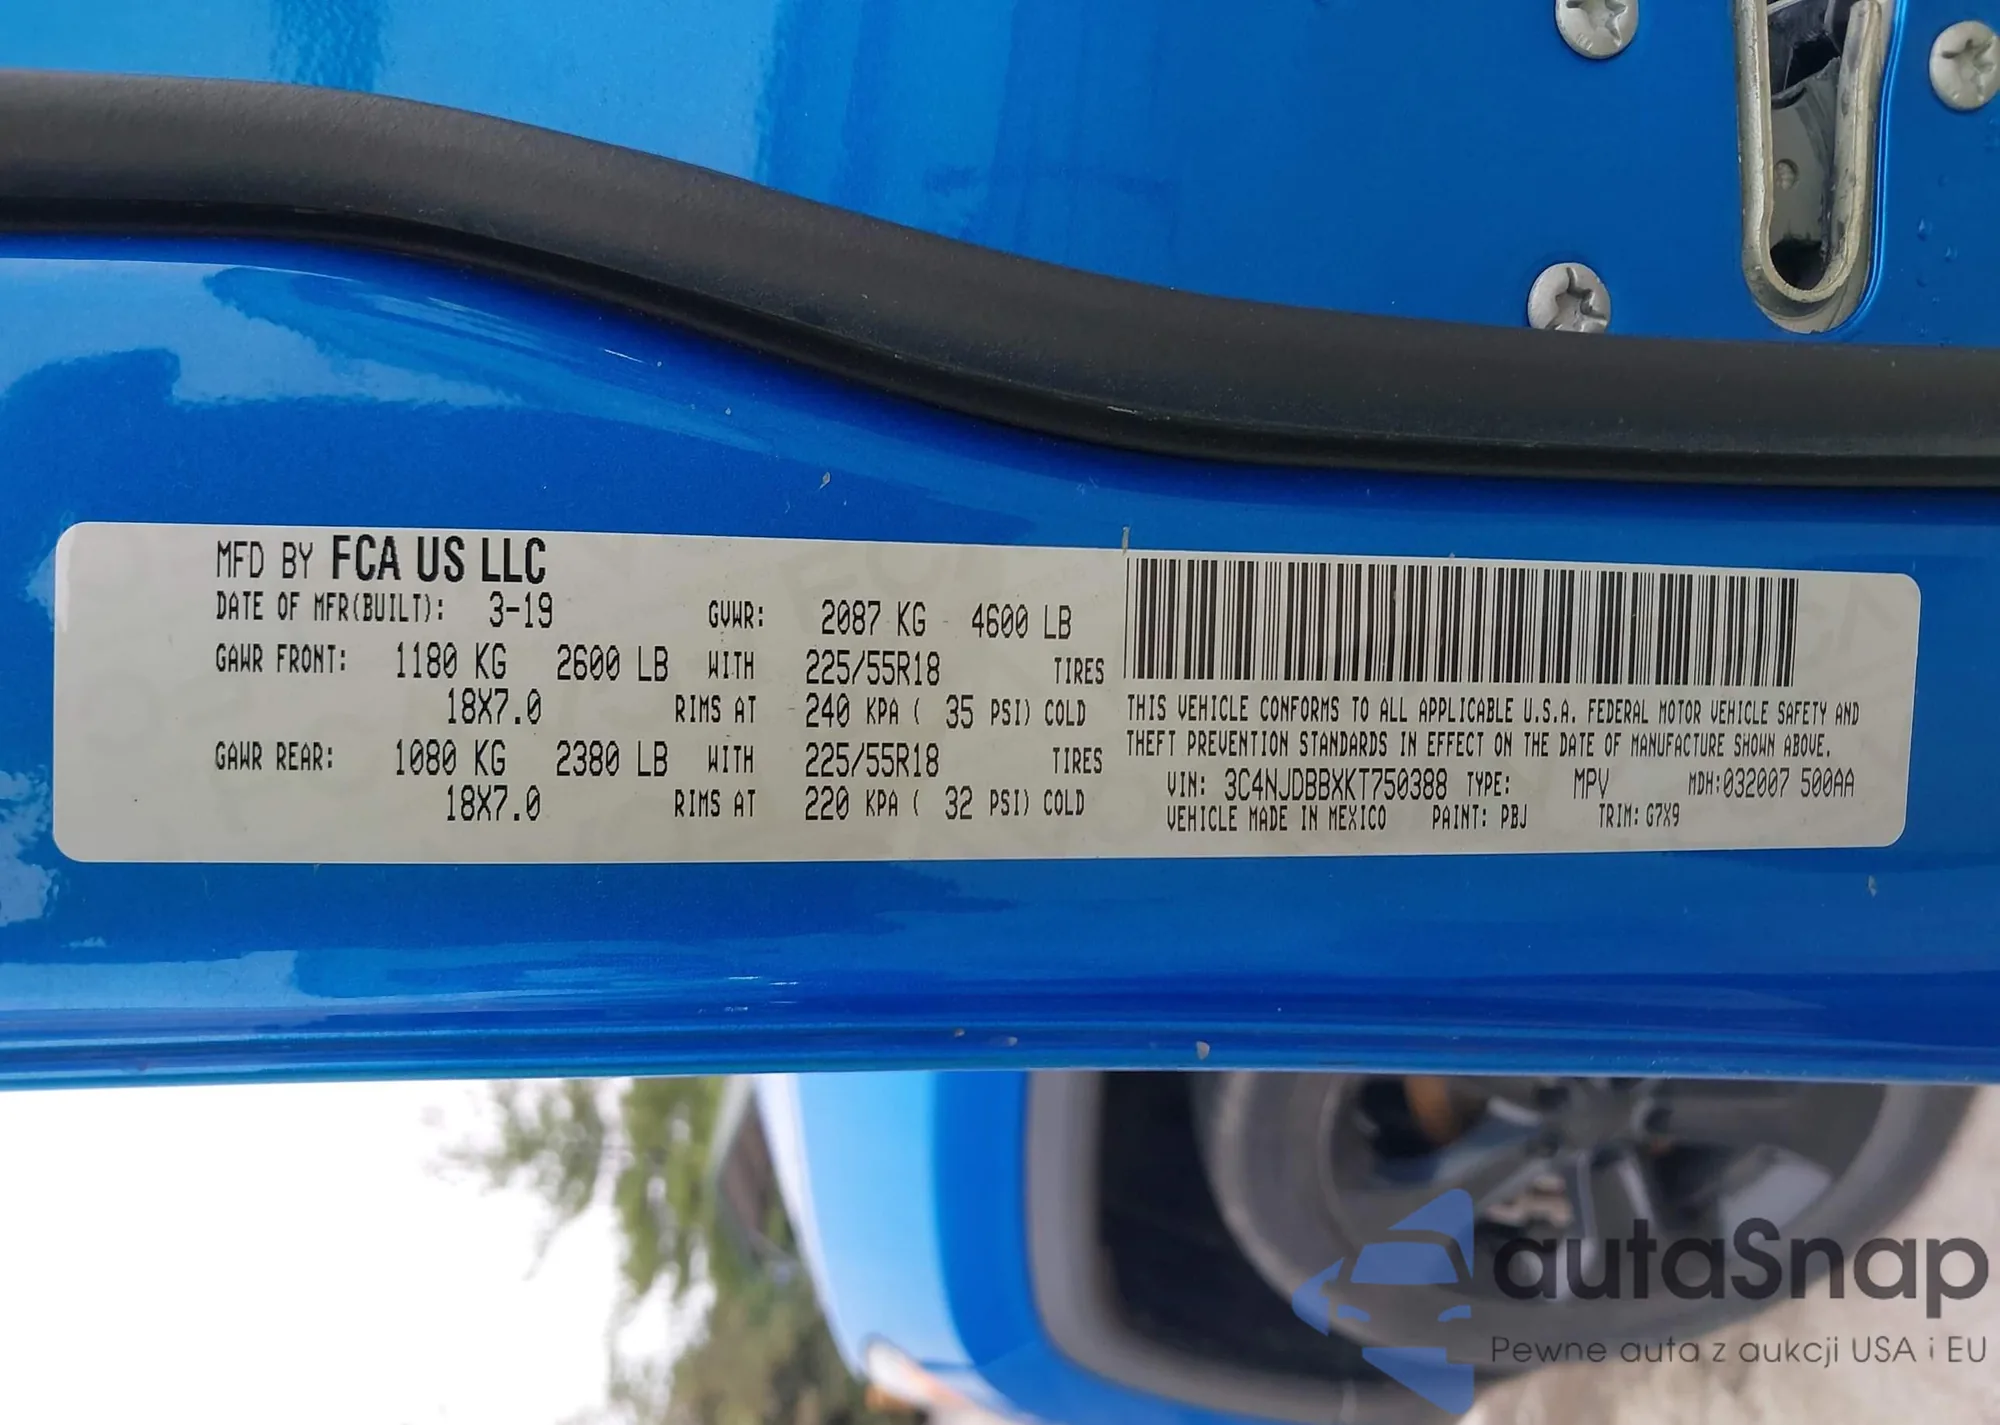 MFD BY FCA US LLC
DATE OF MFR(BUILT): 3-19 GVWR: 2087 KG 4600 LB
GAWR FRONT: 1180 KG 2600 LB WITH 225/55R18 TIRES
18X7.0 RIMS AT 240 KPA ( 35 PSI) COLD
GAWR REAR: 1080 KG 2380 LB WITH 225/55R18 TIRES
18X7.0 RIMS AT 220 KPA ( 32 PSI) COLD
THIS VEHICLE CONFORMS TO ALL APPLICABLE U.S.A. FEDERAL MOTOR VEHICLE SAFETY AND
THEFT PREVENTION STANDARDS IN EFFECT ON THE DATE OF MANUFACTURE SHOWN ABOVE.
VIN: 3C4NJDBBXKT750388 TYPE: MPV MDH:032007 500AA
VEHICLE MADE IN MEXICO PAINT: PBJ TRIM: G7X9
autaSnap
Pewne auta z aukcji USA i EU